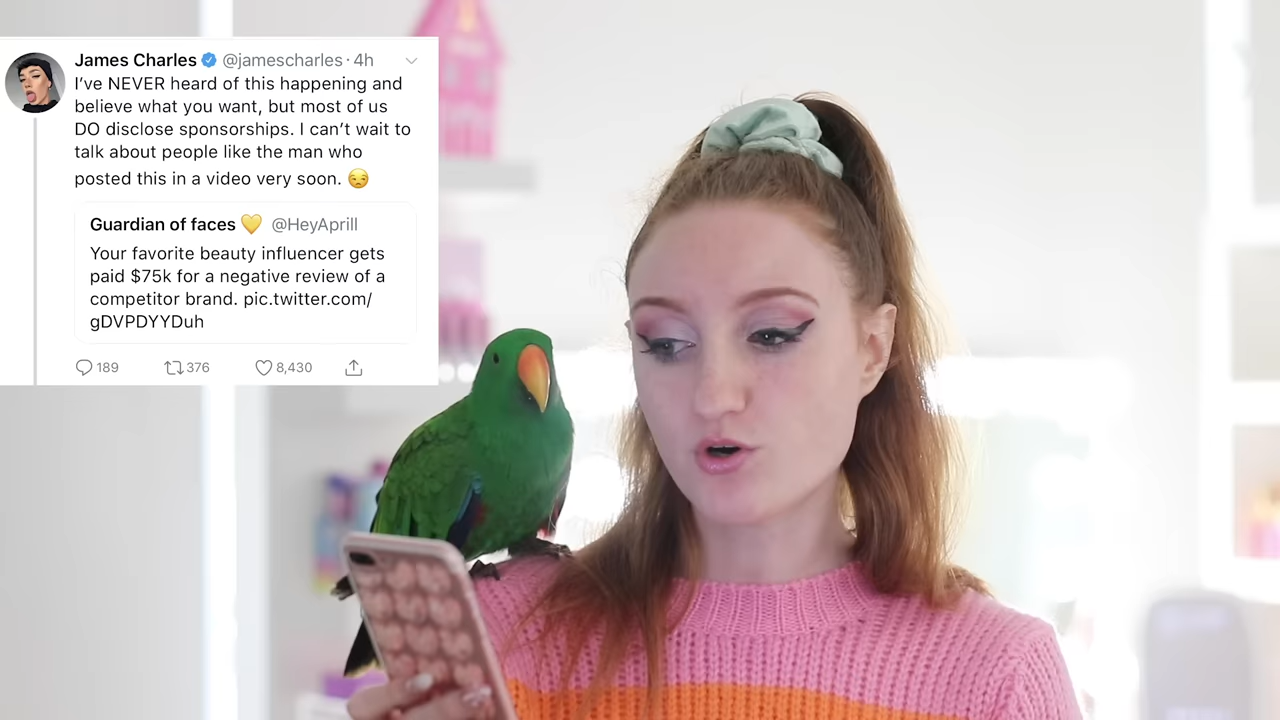 James Charles @jamescharles · 4h
I've NEVER heard of this happening and
believe what you want, but most of us
DO disclose sponsorships. I can't wait to
talk about people like the man who
posted this in a video very soon. 😒
Guardian of faces 💛 @HeyAprill
Your favorite beauty influencer gets
paid $75k for a negative review of a
competitor brand. pic.twitter.com/
gDVPDYYDuh
189 376 8,430